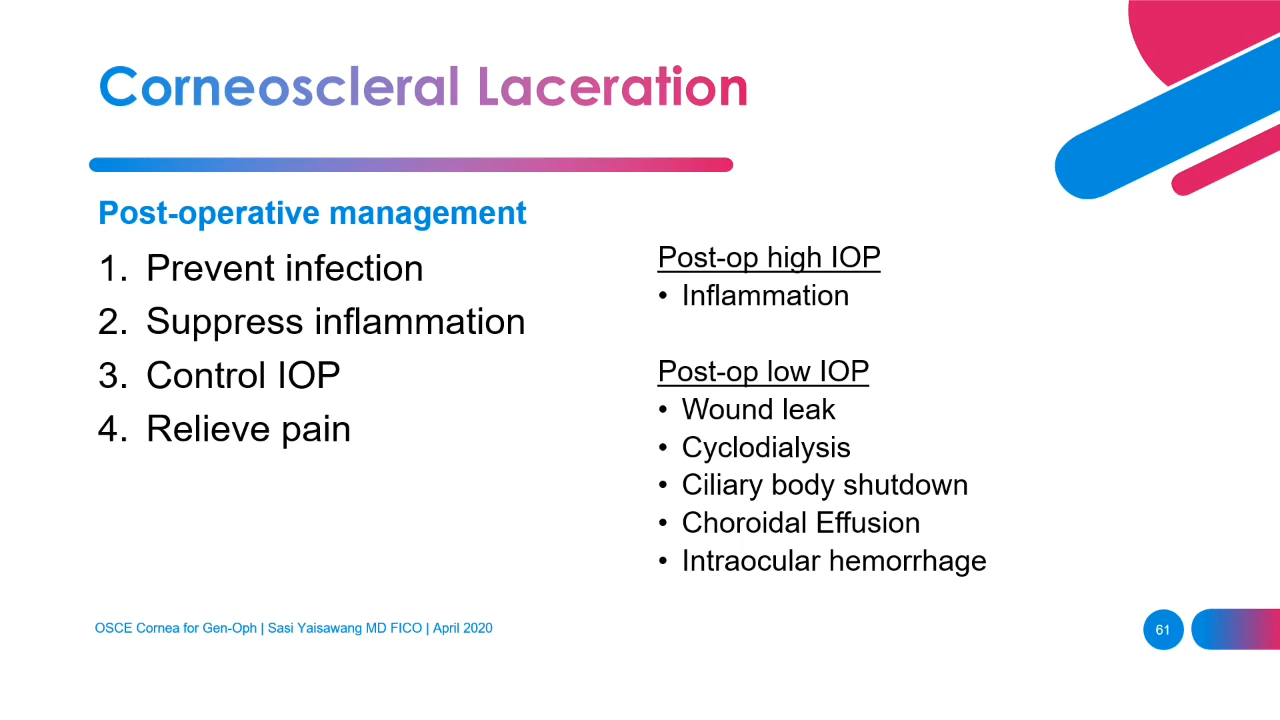 Corneoscleral Laceration
Post-operative management
1. Prevent infection
2. Suppress inflammation
3. Control IOP
4. Relieve pain
Post-op high IOP
• Inflammation
Post-op low IOP
• Wound leak
• Cyclodialysis
• Ciliary body shutdown
• Choroidal Effusion
• Intraocular hemorrhage
OSCE Cornea for Gen-Oph | Sasi Yaisawang MD FICO | April 2020
61